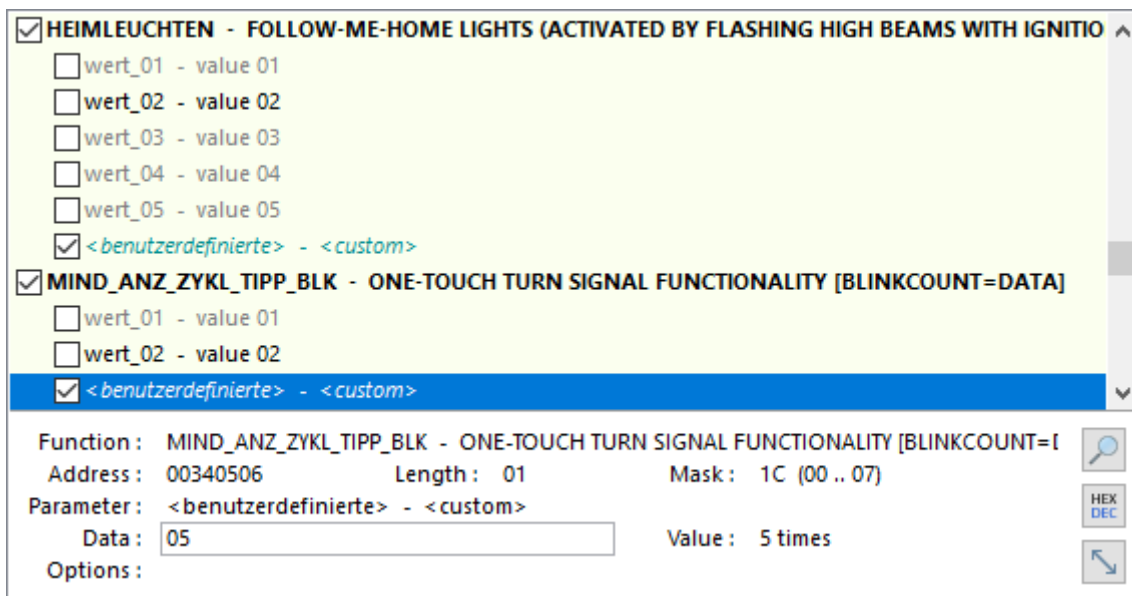 HEIMLEUCHTEN - FOLLOW-ME-HOME LIGHTS (ACTIVATED BY FLASHING HIGH BEAMS WITH IGNITIO
wert_01 - value 01
wert_02 - value 02
wert_03 - value 03
wert_04 - value 04
wert_05 - value 05
<benutzerdefinierte> - <custom>
MIND_ANZ_ZYKL_TIPP_BLK - ONE-TOUCH TURN SIGNAL FUNCTIONALITY [BLINKCOUNT=DATA]
wert_01 - value 01
wert_02 - value 02
<benutzerdefinierte> - <custom>
Function : MIND_ANZ_ZYKL_TIPP_BLK - ONE-TOUCH TURN SIGNAL FUNCTIONALITY [BLINKCOUNT=
Address : 00340506 Length : 01 Mask : 1C (00 .. 07)
Parameter : <benutzerdefinierte> - <custom>
HEX
DEC
Data : 05 Value : 5 times
Options :